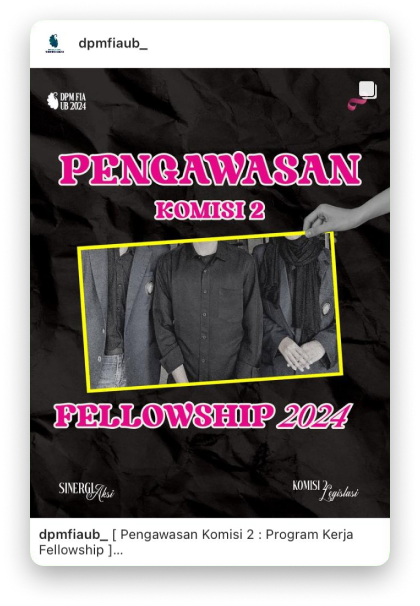 dpmfiaub_
DPM FIA
UB 2024
PENGAWASAN
KOMISI 2
FELLOWSHIP 2024
SINERGI Aksi
KOMISI 2
Legislasi
dpmfiaub_ [ Pengawasan Komisi 2 : Program Kerja
Fellowship ]...